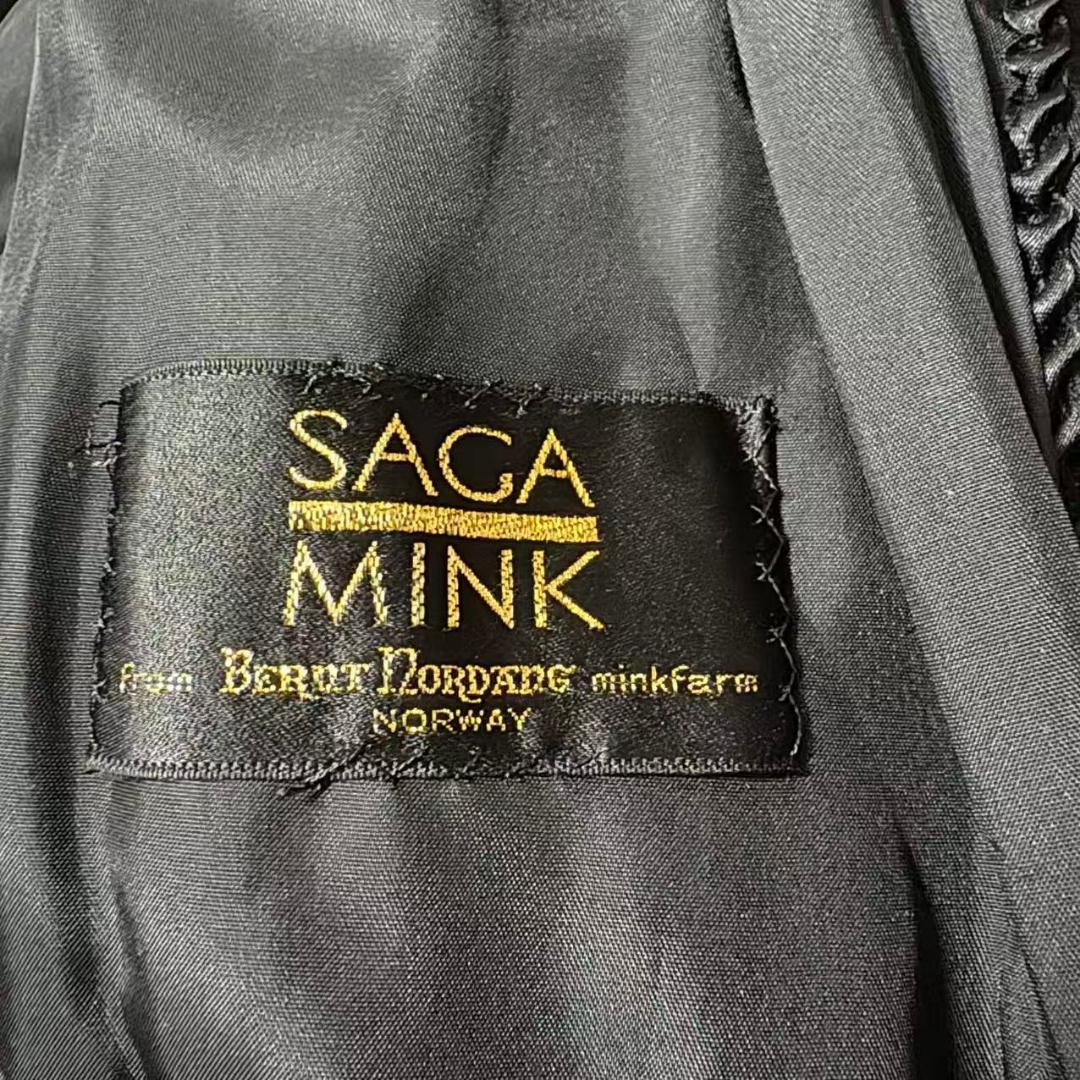 SAGA
MINK
from BERNT NORDANG minkfarm
NORWAY